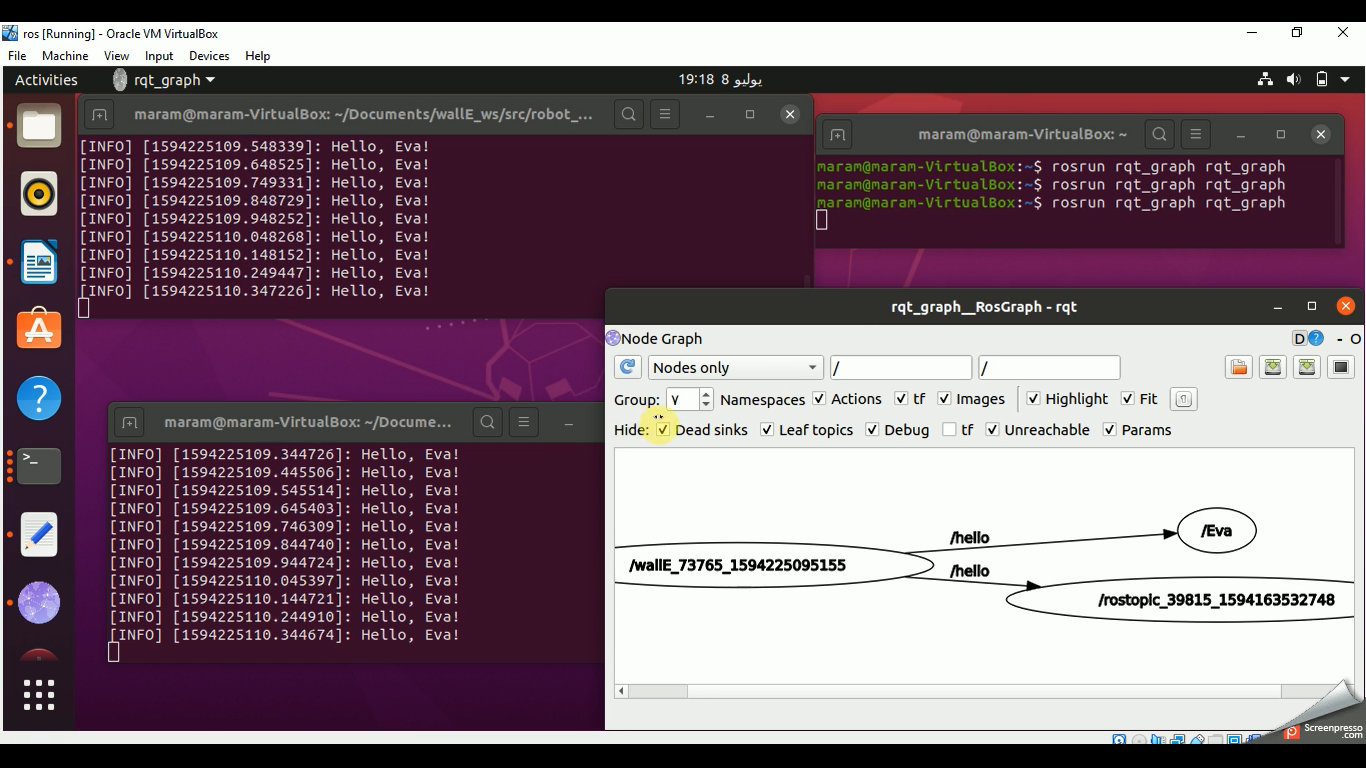 ros [Running] - Oracle VM VirtualBox
File Machine View Input Devices Help
Activities rqt_graph 19:18 8 يوليو
maram@maram-VirtualBox: ~/Documents/wallE_ws/src/robot_...
[INFO] [1594225109.548339]: Hello, Eva!
[INFO] [1594225109.648525]: Hello, Eva!
[INFO] [1594225109.749331]: Hello, Eva!
[INFO] [1594225109.848729]: Hello, Eva!
[INFO] [1594225109.948252]: Hello, Eva!
[INFO] [1594225110.048268]: Hello, Eva!
[INFO] [1594225110.148152]: Hello, Eva!
[INFO] [1594225110.249447]: Hello, Eva!
[INFO] [1594225110.347226]: Hello, Eva!
maram@maram-VirtualBox: ~
maram@maram-VirtualBox:~$ rosrun rqt_graph rqt_graph
maram@maram-VirtualBox:~$ rosrun rqt_graph rqt_graph
maram@maram-VirtualBox:~$ rosrun rqt_graph rqt_graph
maram@maram-VirtualBox: ~/Docume...
[INFO] [1594225109.344726]: Hello, Eva!
[INFO] [1594225109.445506]: Hello, Eva!
[INFO] [1594225109.545514]: Hello, Eva!
[INFO] [1594225109.645403]: Hello, Eva!
[INFO] [1594225109.746309]: Hello, Eva!
[INFO] [1594225109.844740]: Hello, Eva!
[INFO] [1594225109.944724]: Hello, Eva!
[INFO] [1594225110.045397]: Hello, Eva!
[INFO] [1594225110.144721]: Hello, Eva!
[INFO] [1594225110.244910]: Hello, Eva!
[INFO] [1594225110.344674]: Hello, Eva!
rqt_graph__RosGraph - rqt
Node Graph D ? - O
Nodes only / /
Group: ٢ Namespaces Actions tf Images Highlight Fit
Hide: Dead sinks Leaf topics Debug tf Unreachable Params
/hello
/Eva
/wallE_73765_1594225095155
/hello
/rostopic_39815_1594163532748
Screenpresso
.com